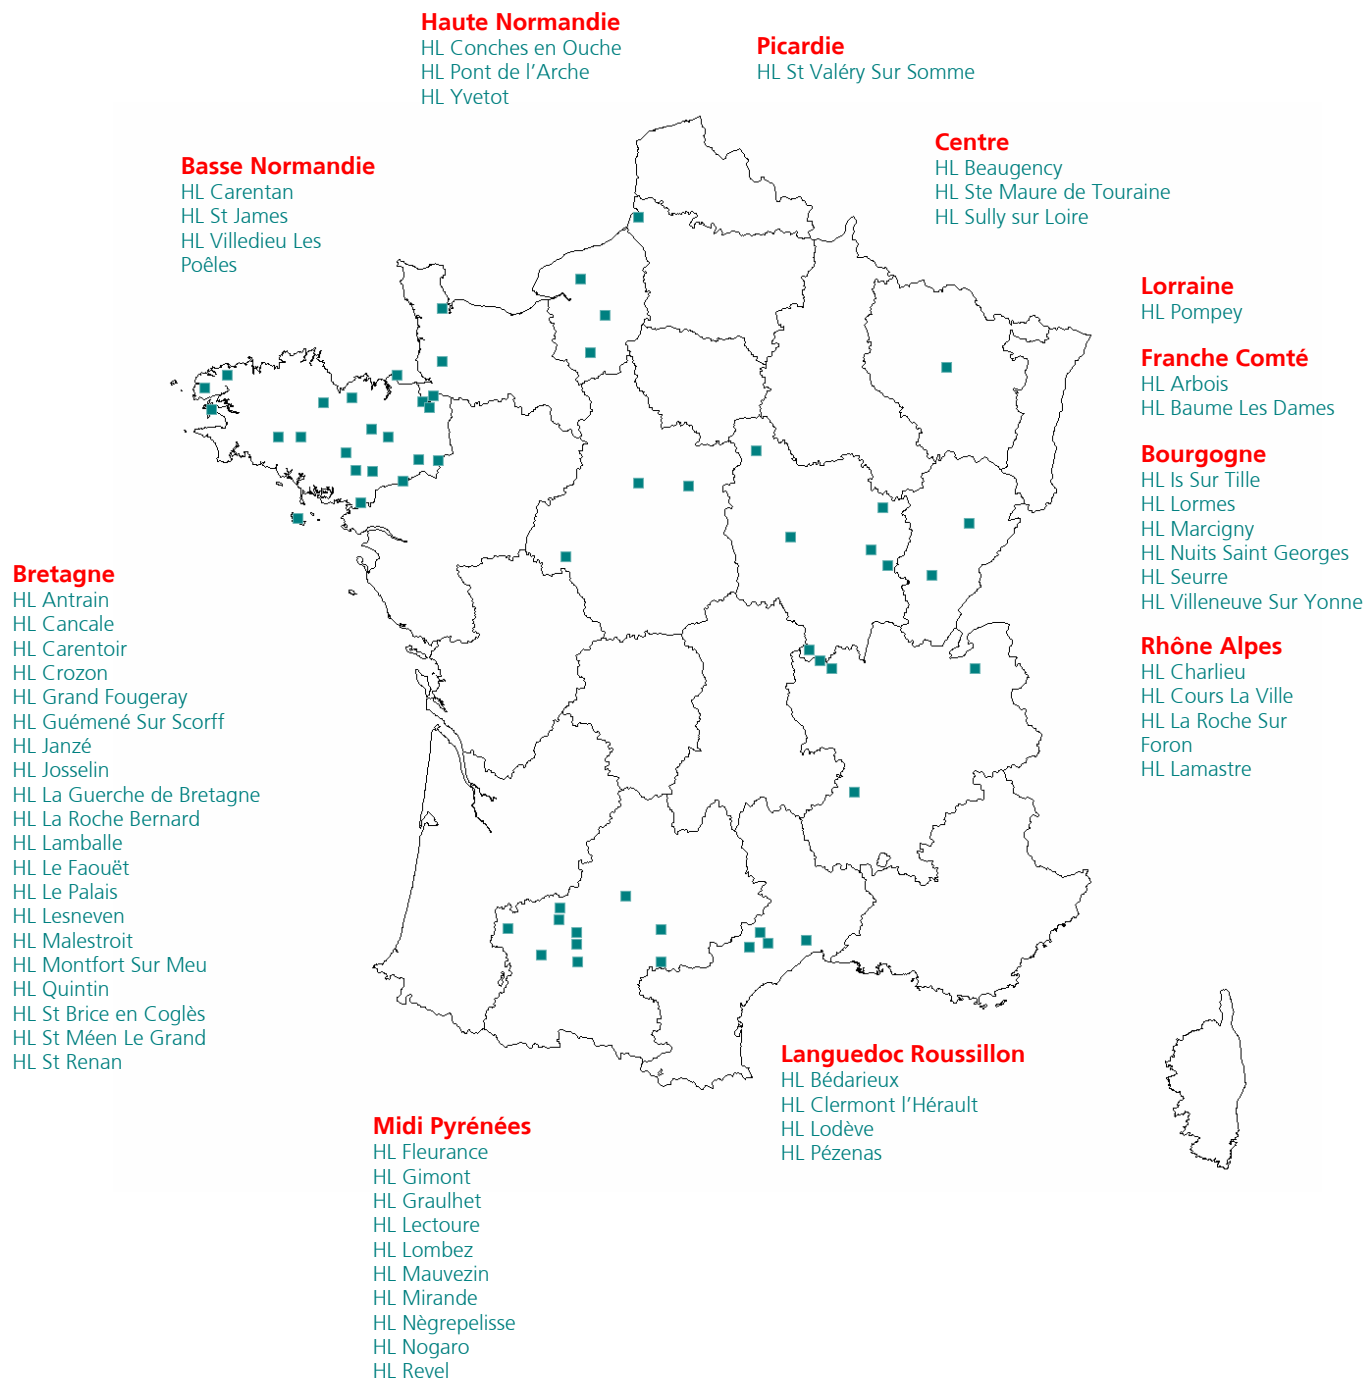 Haute Normandie
HL Conches en Ouche
HL Pont de l’Arche
HL Yvetot
Picardie
HL St Valéry Sur Somme
Centre
HL Beaugency
HL Ste Maure de Touraine
HL Sully sur Loire
Basse Normandie
HL Carentan
HL St James
HL Villedieu Les
Poêles
Lorraine
HL Pompey
Franche Comté
HL Arbois
HL Baume Les Dames
Bourgogne
HL Is Sur Tille
HL Lormes
HL Marcigny
HL Nuits Saint Georges
HL Seurre
HL Villeneuve Sur Yonne
Rhône Alpes
HL Charlieu
HL Cours La Ville
HL La Roche Sur
Foron
HL Lamastre
Bretagne
HL Antrain
HL Cancale
HL Carentoir
HL Crozon
HL Grand Fougeray
HL Guémené Sur Scorff
HL Janzé
HL Josselin
HL La Guerche de Bretagne
HL La Roche Bernard
HL Lamballe
HL Le Faouët
HL Le Palais
HL Lesneven
HL Malestroit
HL Montfort Sur Meu
HL Quintin
HL St Brice en Coglès
HL St Méen Le Grand
HL St Renan
Languedoc Roussillon
HL Bédarieux
HL Clermont l’Hérault
HL Lodève
HL Pézenas
Midi Pyrénées
HL Fleurance
HL Gimont
HL Graulhet
HL Lectoure
HL Lombez
HL Mauvezin
HL Mirande
HL Nègrepelisse
HL Nogaro
HL Revel